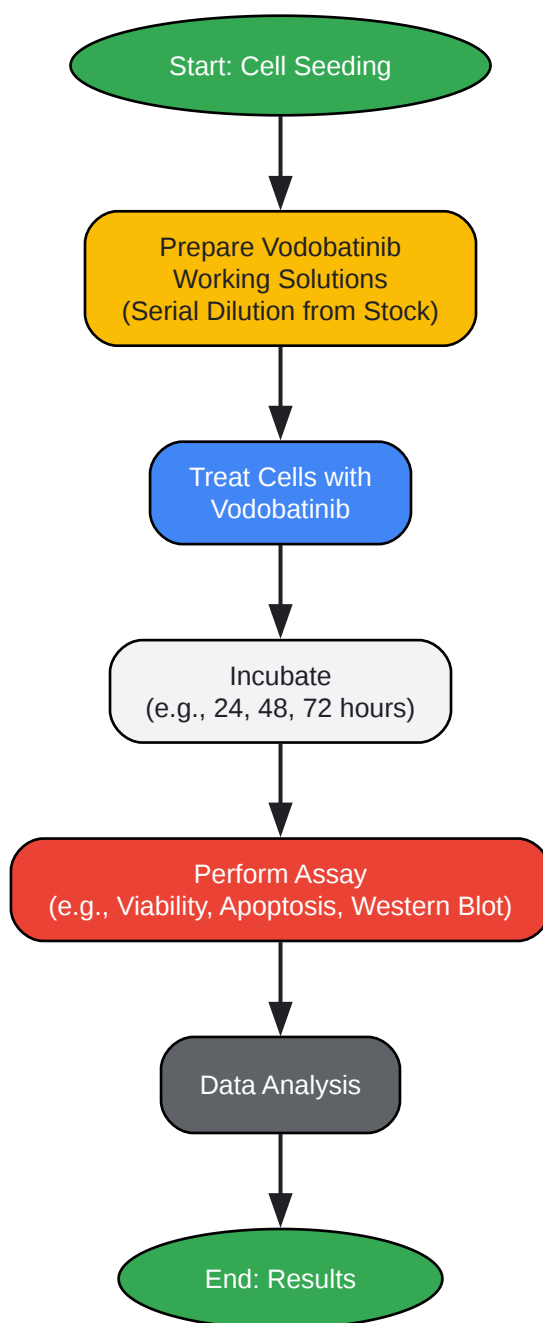 Start: Cell Seeding
Prepare Vodobatinib
Working Solutions
(Serial Dilution from Stock)
Treat Cells with
Vodobatinib
Incubate
(e.g., 24, 48, 72 hours)
Perform Assay
(e.g., Viability, Apoptosis, Western Blot)
Data Analysis
End: Results